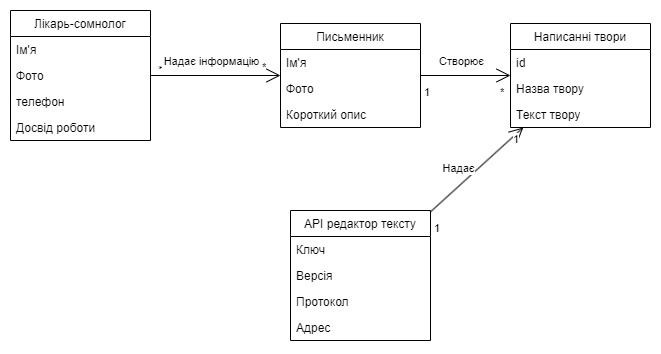 Лікарь-сомнолог
Ім'я
Фото
телефон
Досвід роботи
* Надає інформацію *
Письменник
Ім'я
Фото
Короткий опис
Створює
1
*
Написанні твори
id
Назва твору
Текст твору
1
Надає
1
API редактор тексту
Ключ
Версія
Протокол
Адрес